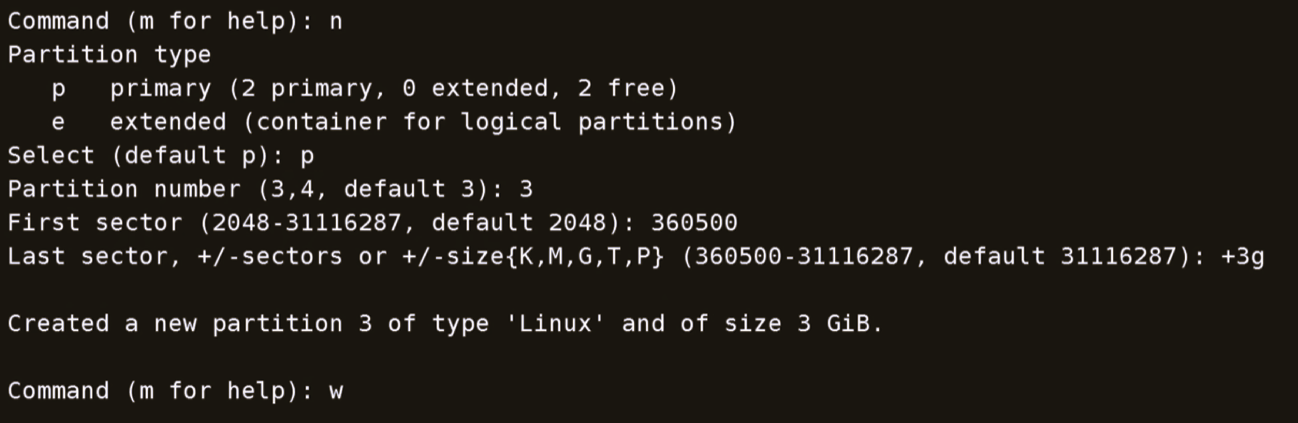 Command (m for help): n
Partition type
   p   primary (2 primary, 0 extended, 2 free)
   e   extended (container for logical partitions)
Select (default p): p
Partition number (3,4, default 3): 3
First sector (2048-31116287, default 2048): 360500
Last sector, +/-sectors or +/-size{K,M,G,T,P} (360500-31116287, default 31116287): +3g
Created a new partition 3 of type 'Linux' and of size 3 GiB.
Command (m for help): w